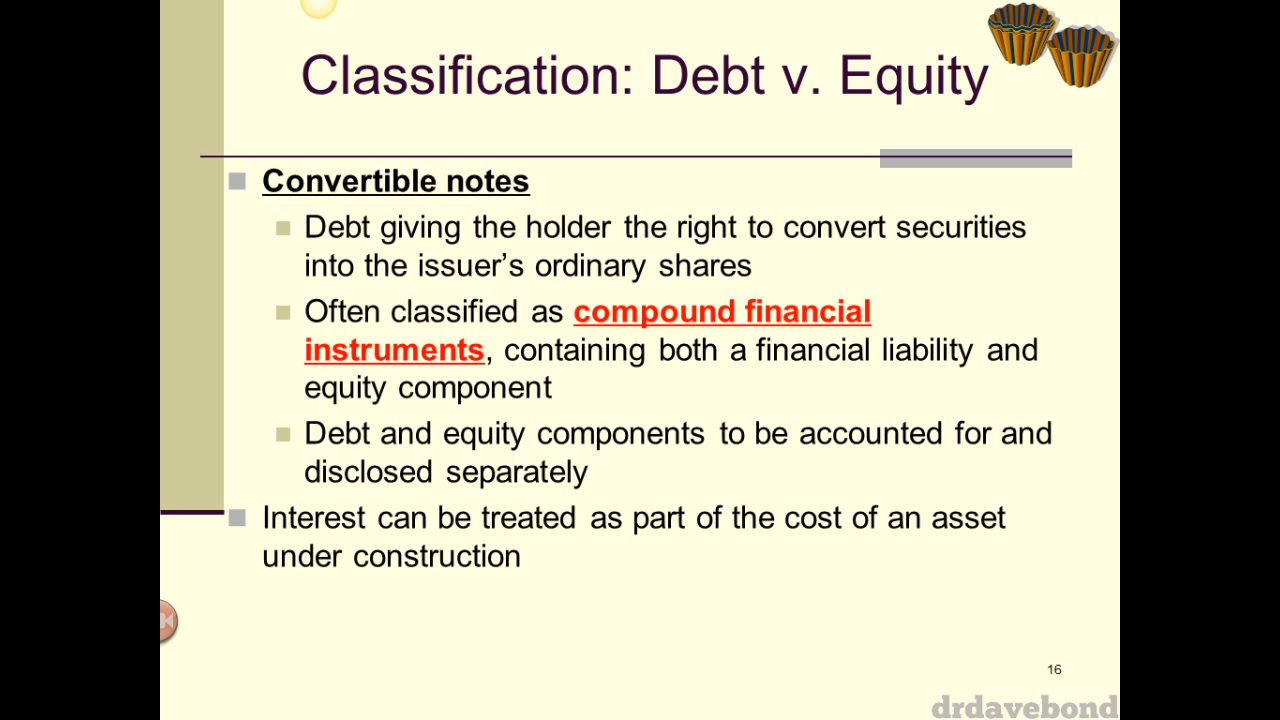 Classification: Debt v. Equity
Convertible notes
Debt giving the holder the right to convert securities
into the issuer’s ordinary shares
Often classified as compound financial
instruments, containing both a financial liability and
equity component
Debt and equity components to be accounted for and
disclosed separately
Interest can be treated as part of the cost of an asset
under construction
16
drdavebond